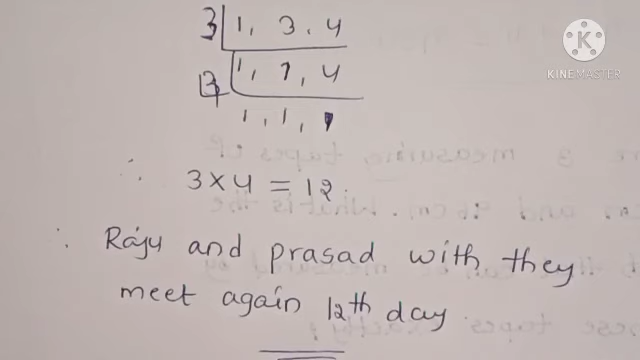 3 | 1, 3, 4
1, 1, 4
1, 1, 1
∴ 3 × 4 = 12.
∴ Raju and prasad with they
meet again 12th day
KINEMASTER